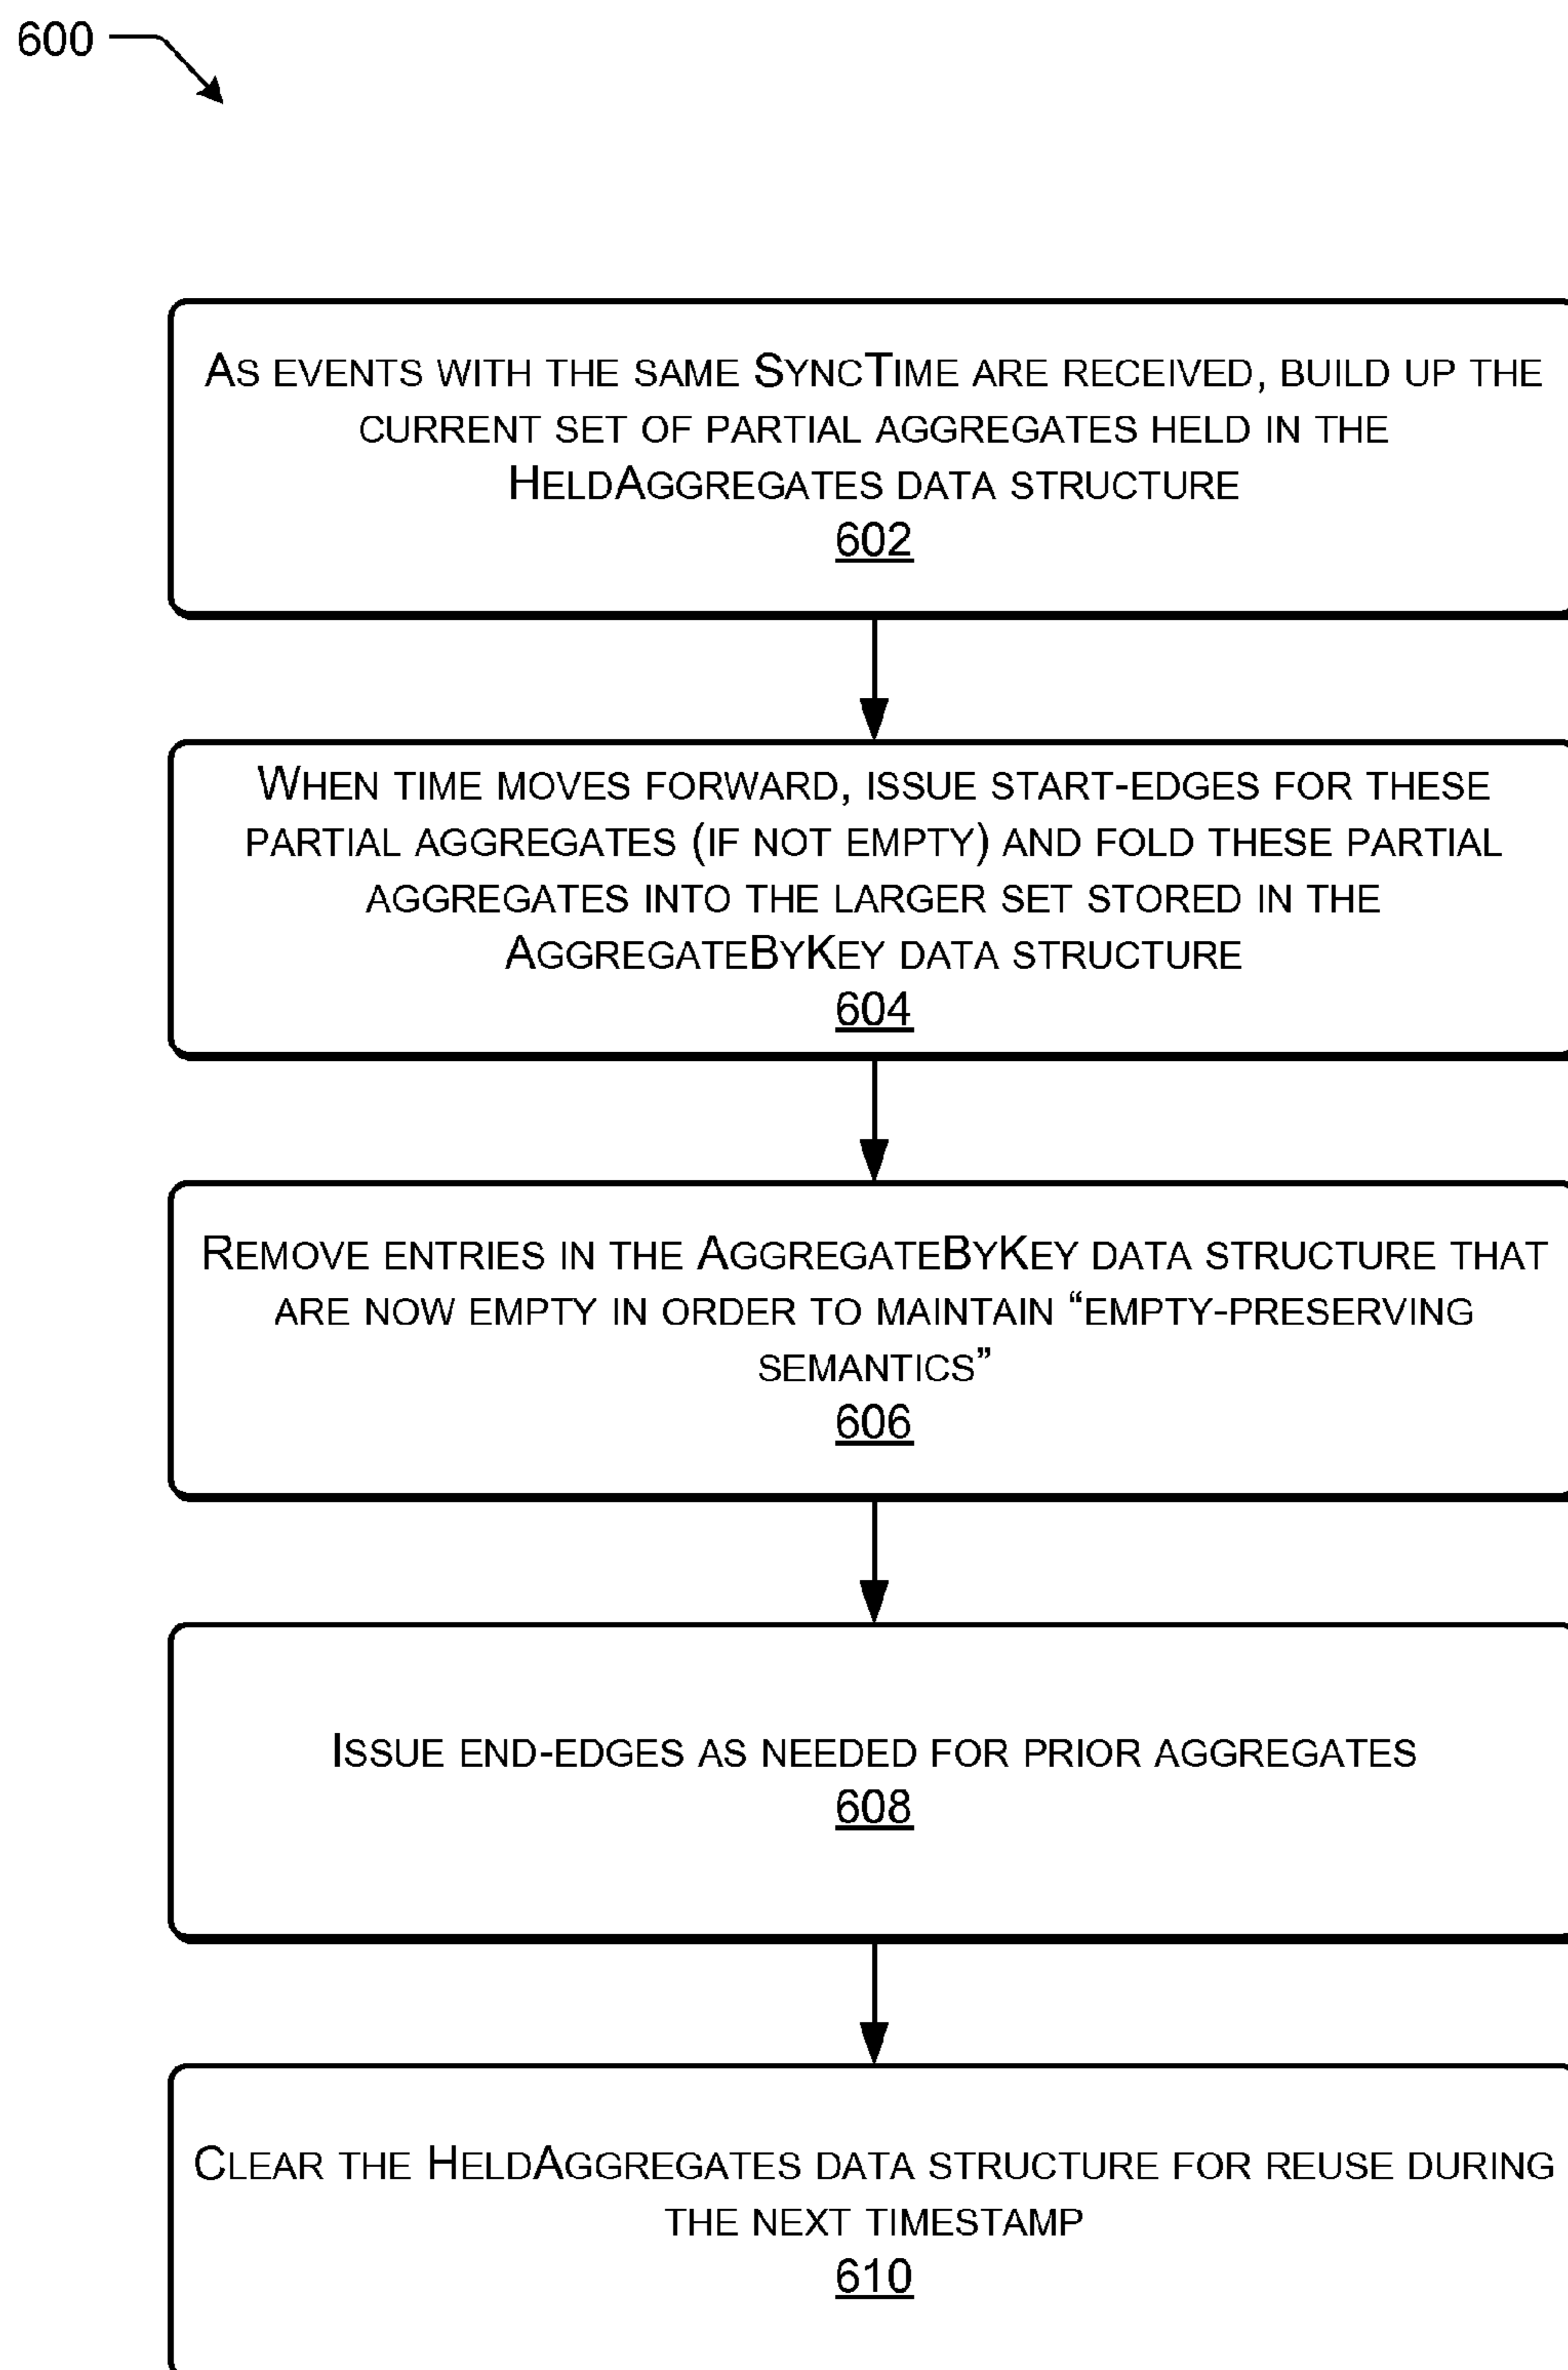 600
As events with the same SyncTime are received, build up the
current set of partial aggregates held in the
HeldAggregates data structure
602
When time moves forward, issue start-edges for these
partial aggregates (if not empty) and fold these partial
aggregates into the larger set stored in the
AggregateByKey data structure
604
Remove entries in the AggregateByKey data structure that
are now empty in order to maintain “empty-preserving
semantics”
606
Issue end-edges as needed for prior aggregates
608
Clear the HeldAggregates data structure for reuse during
the next timestamp
610